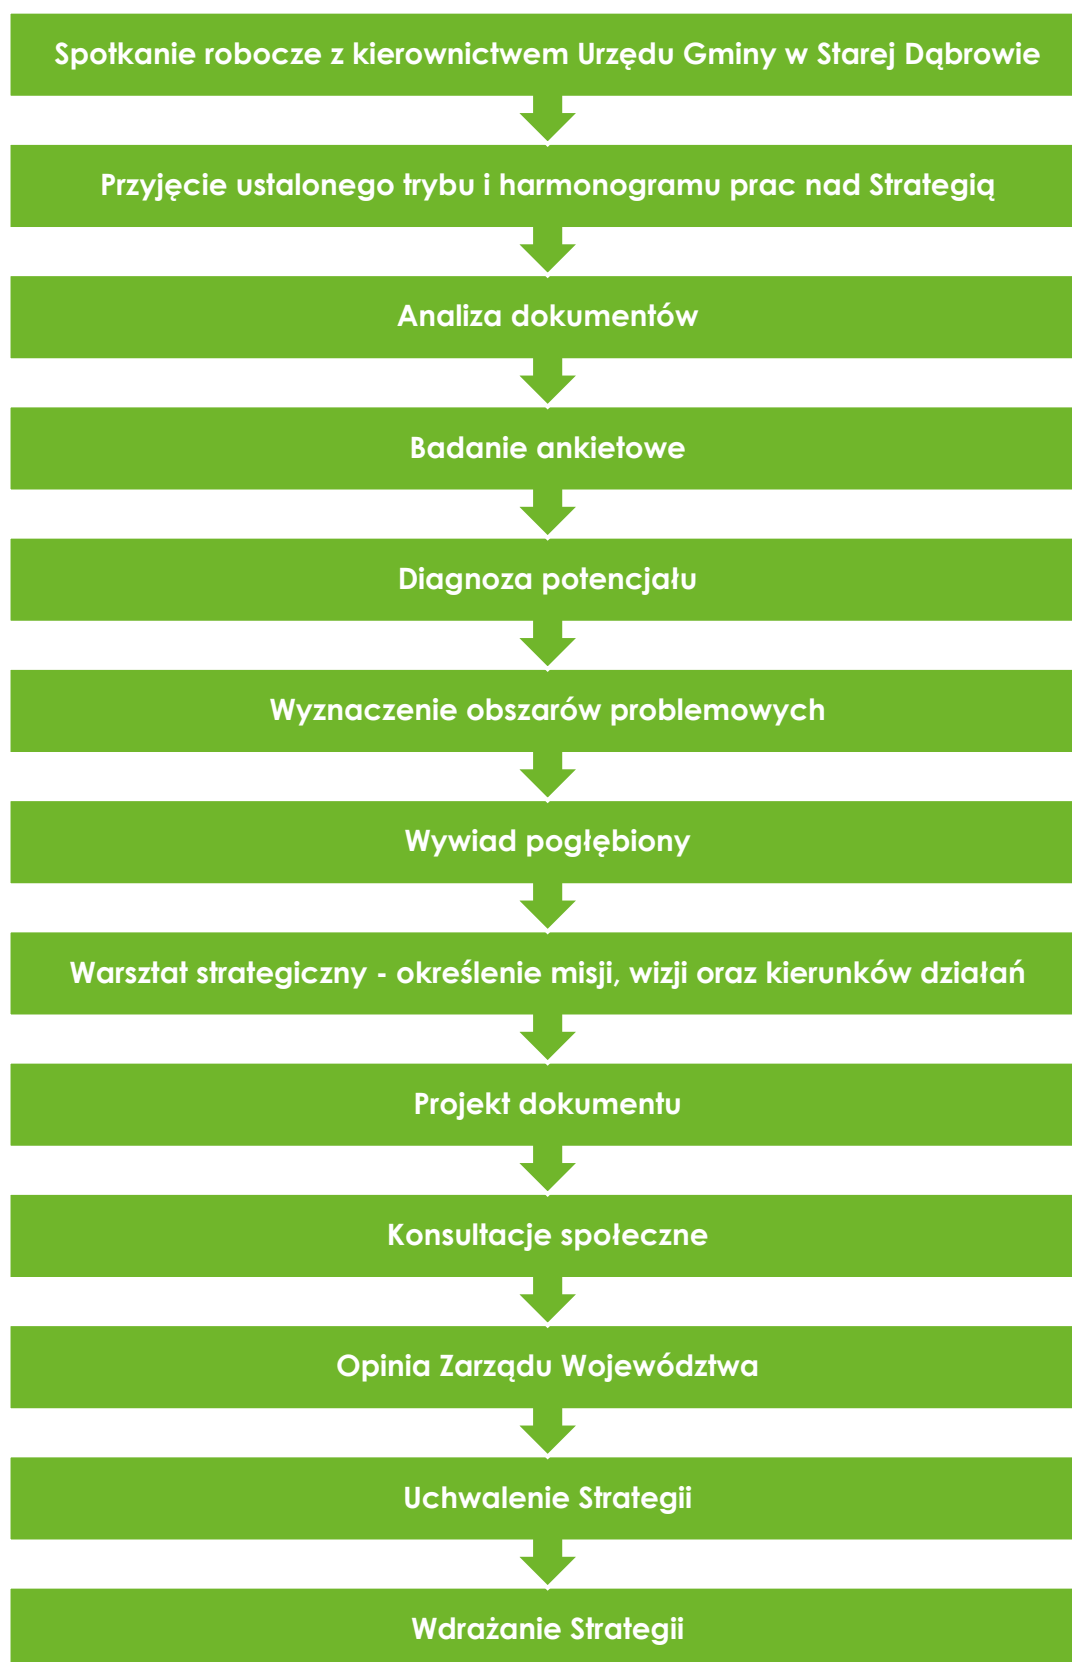 Spotkanie robocze z kierownictwem Urzędu Gminy w Starej Dąbrowie
Przyjęcie ustalonego trybu i harmonogramu prac nad Strategią
Analiza dokumentów
Badanie ankietowe
Diagnoza potencjału
Wyznaczenie obszarów problemowych
Wywiad pogłębiony
Warsztat strategiczny - określenie misji, wizji oraz kierunków działań
Projekt dokumentu
Konsultacje społeczne
Opinia Zarządu Województwa
Uchwalenie Strategii
Wdrażanie Strategii